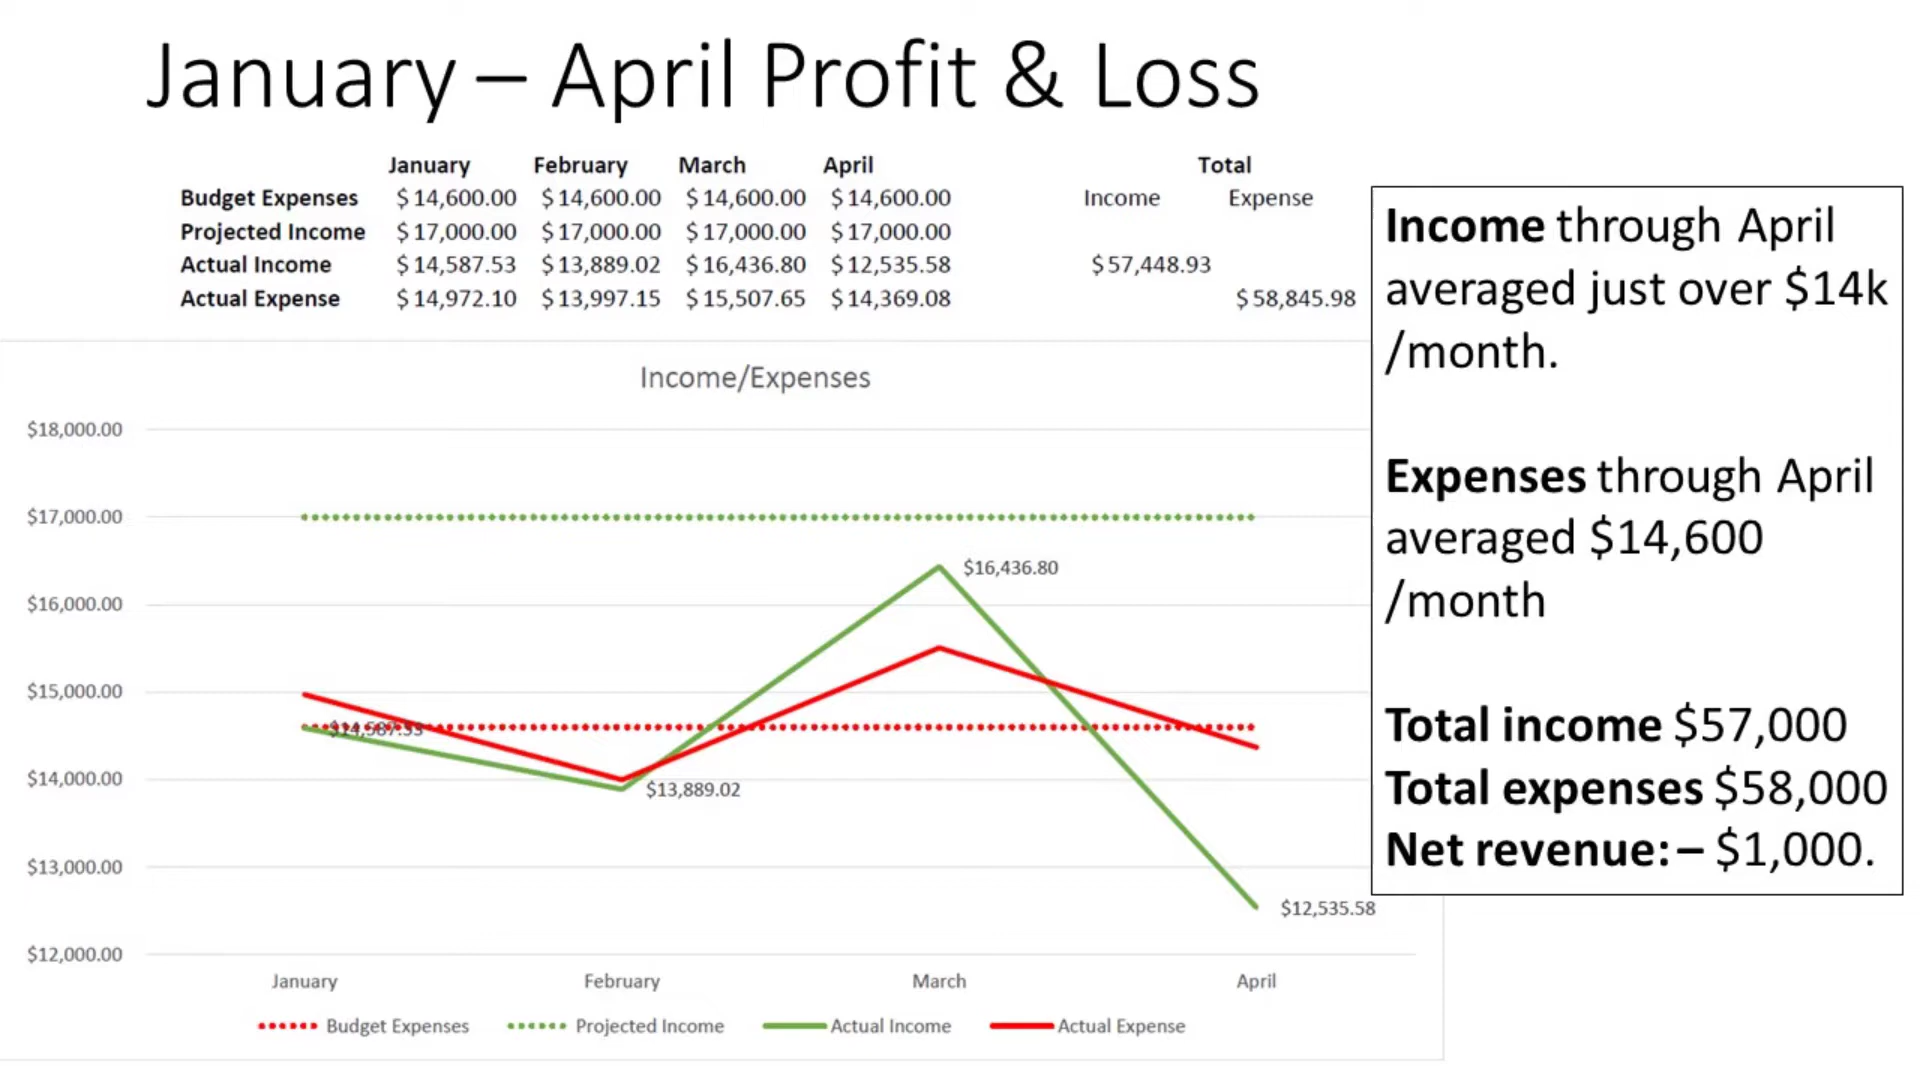 January – April Profit & Loss
January February March April Total
Budget Expenses $14,600.00 $14,600.00 $14,600.00 $14,600.00 Income Expense
Projected Income $17,000.00 $17,000.00 $17,000.00 $17,000.00
Actual Income $14,587.53 $13,889.02 $16,436.80 $12,535.58 $57,448.93
Actual Expense $14,972.10 $13,997.15 $15,507.65 $14,369.08 $58,845.98
Income/Expenses
$18,000.00
$17,000.00
$16,000.00
$15,000.00
$14,000.00
$13,000.00
$12,000.00
$14,587.53
$13,889.02
$16,436.80
$12,535.58
January February March April
Budget Expenses Projected Income Actual Income Actual Expense
Income through April
averaged just over $14k
/month.
Expenses through April
averaged $14,600
/month
Total income $57,000
Total expenses $58,000
Net revenue: – $1,000.